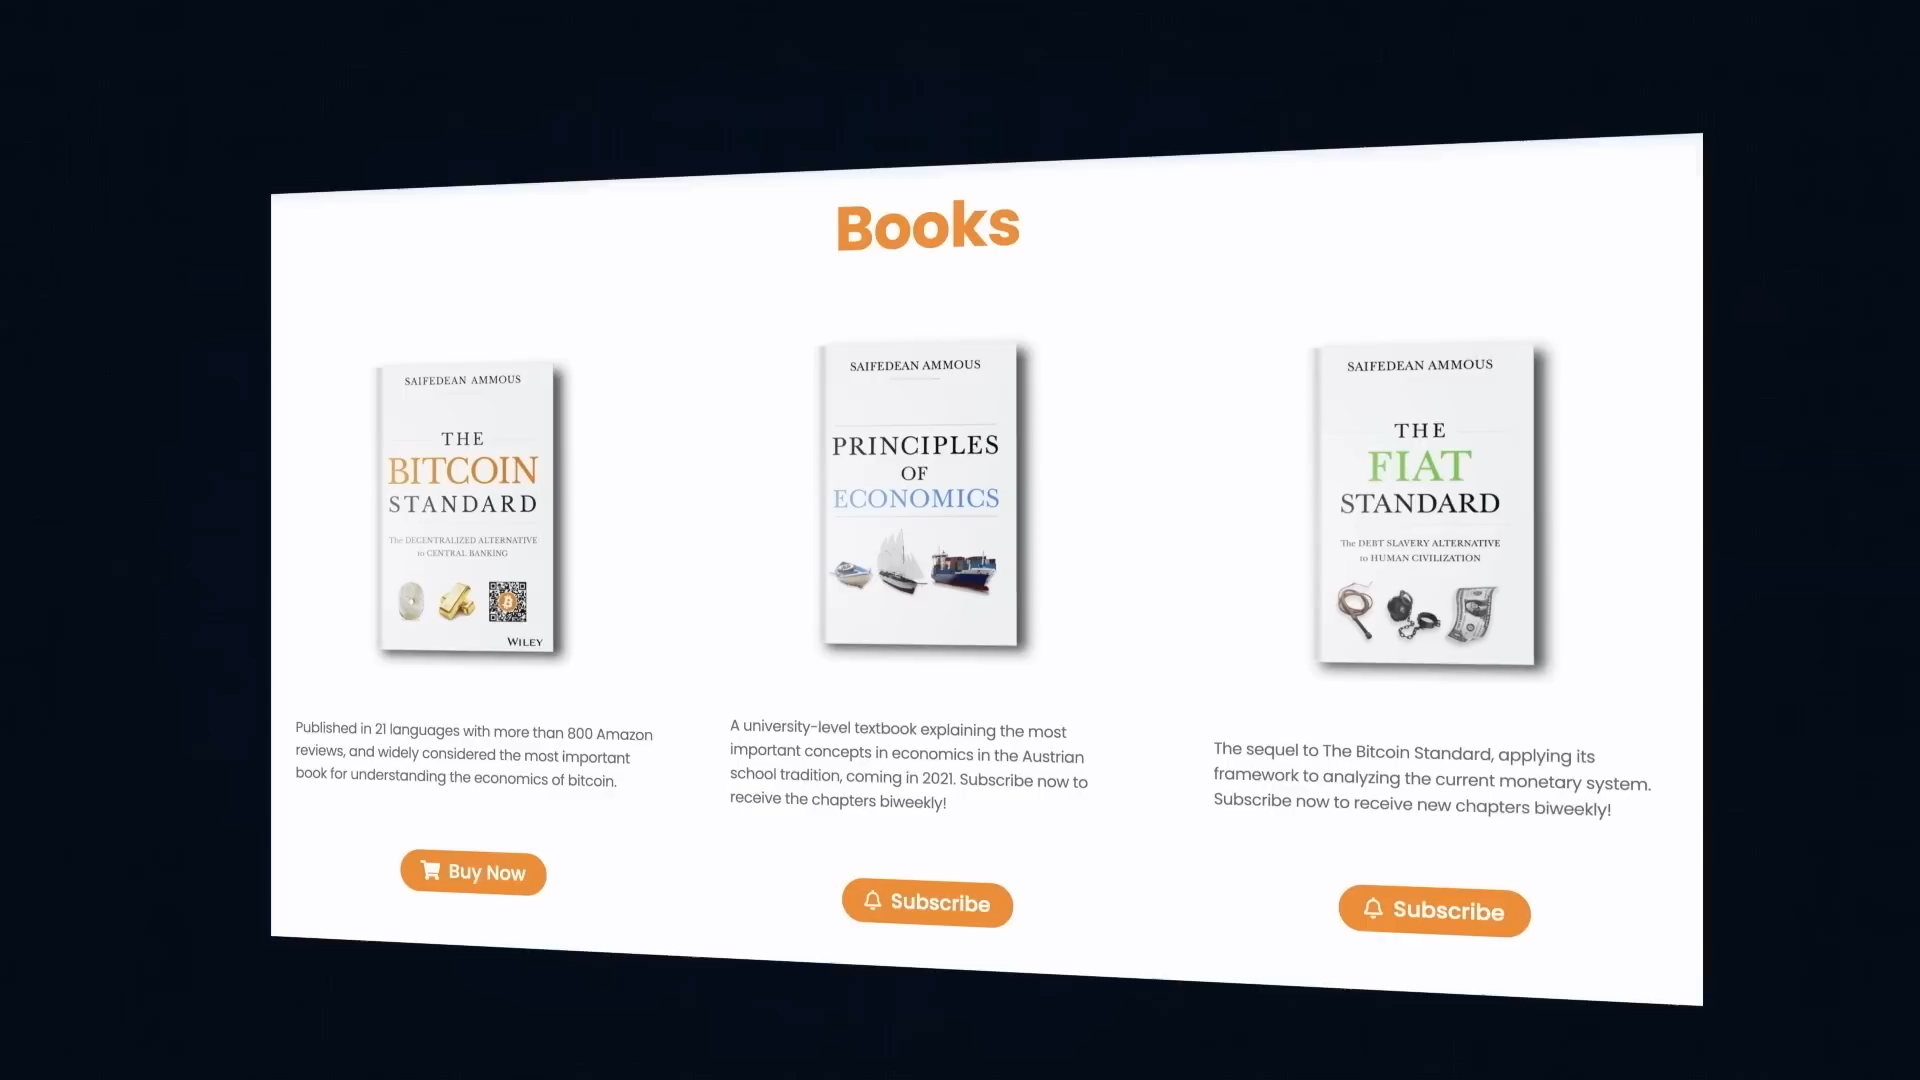 Books
SAIFEDEAN AMMOUS
THE
BITCOIN
STANDARD
The DECENTRALIZED ALTERNATIVE
to CENTRAL BANKING
WILEY
Published in 21 languages with more than 800 Amazon
reviews, and widely considered the most important
book for understanding the economics of bitcoin.
Buy Now
SAIFEDEAN AMMOUS
PRINCIPLES
OF
ECONOMICS
A university-level textbook explaining the most
important concepts in economics in the Austrian
school tradition, coming in 2021. Subscribe now to
receive the chapters biweekly!
Subscribe
SAIFEDEAN AMMOUS
THE
FIAT
STANDARD
The DEBT SLAVERY ALTERNATIVE
to HUMAN CIVILIZATION
The sequel to The Bitcoin Standard, applying its
framework to analyzing the current monetary system.
Subscribe now to receive new chapters biweekly!
Subscribe